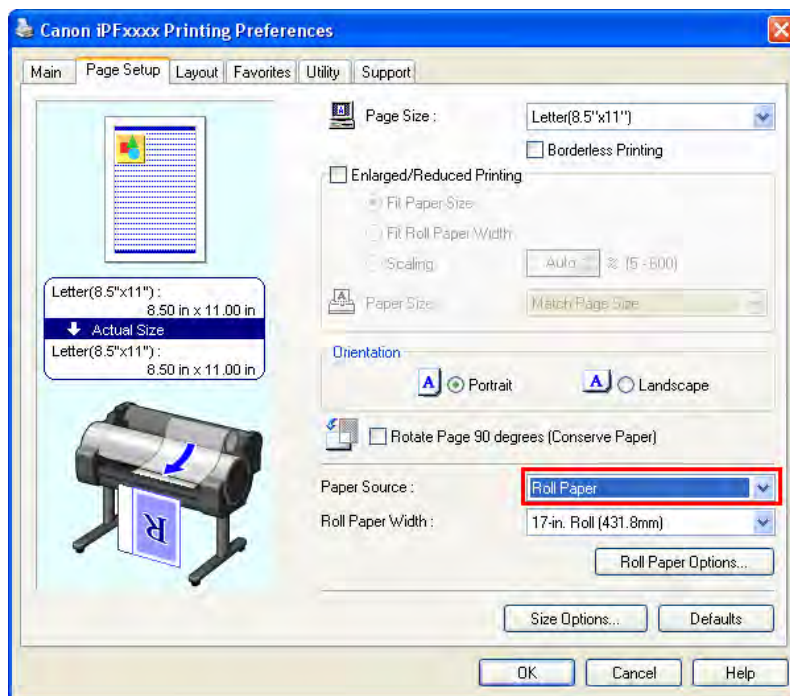 Canon iPFxxxx Printing Preferences
Main Page Setup Layout Favorites Utility Support
Page Size :
Letter(8.5"x11")
Borderless Printing
Enlarged/Reduced Printing
Fit Paper Size
Fit Roll Paper Width
Scaling
Auto
% (5 - 600)
Paper Size
Match Page Size
Letter(8.5"x11") :
8.50 in x 11.00 in
Actual Size
Letter(8.5"x11") :
8.50 in x 11.00 in
Orientation
A Portrait
A Landscape
Rotate Page 90 degrees (Conserve Paper)
Paper Source :
Roll Paper
Roll Paper Width :
17-in. Roll (431.8mm)
R
Roll Paper Options...
Size Options...
Defaults
OK
Cancel
Help